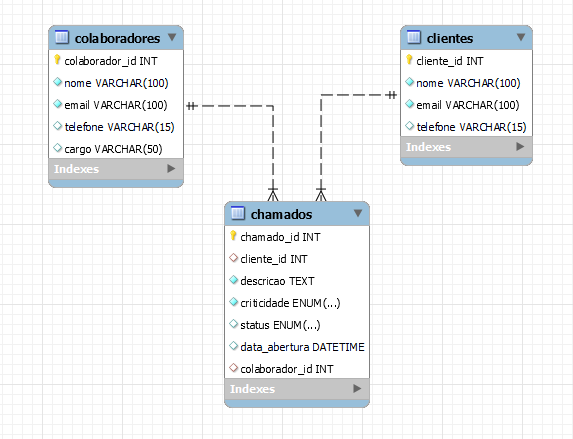 colaboradores
colaborador_id INT
nome VARCHAR(100)
email VARCHAR(100)
telefone VARCHAR(15)
cargo VARCHAR(50)
Indexes
clientes
cliente_id INT
nome VARCHAR(100)
email VARCHAR(100)
telefone VARCHAR(15)
Indexes
chamados
chamado_id INT
cliente_id INT
descricao TEXT
criticidade ENUM(...)
status ENUM(...)
data_abertura DATETIME
colaborador_id INT
Indexes